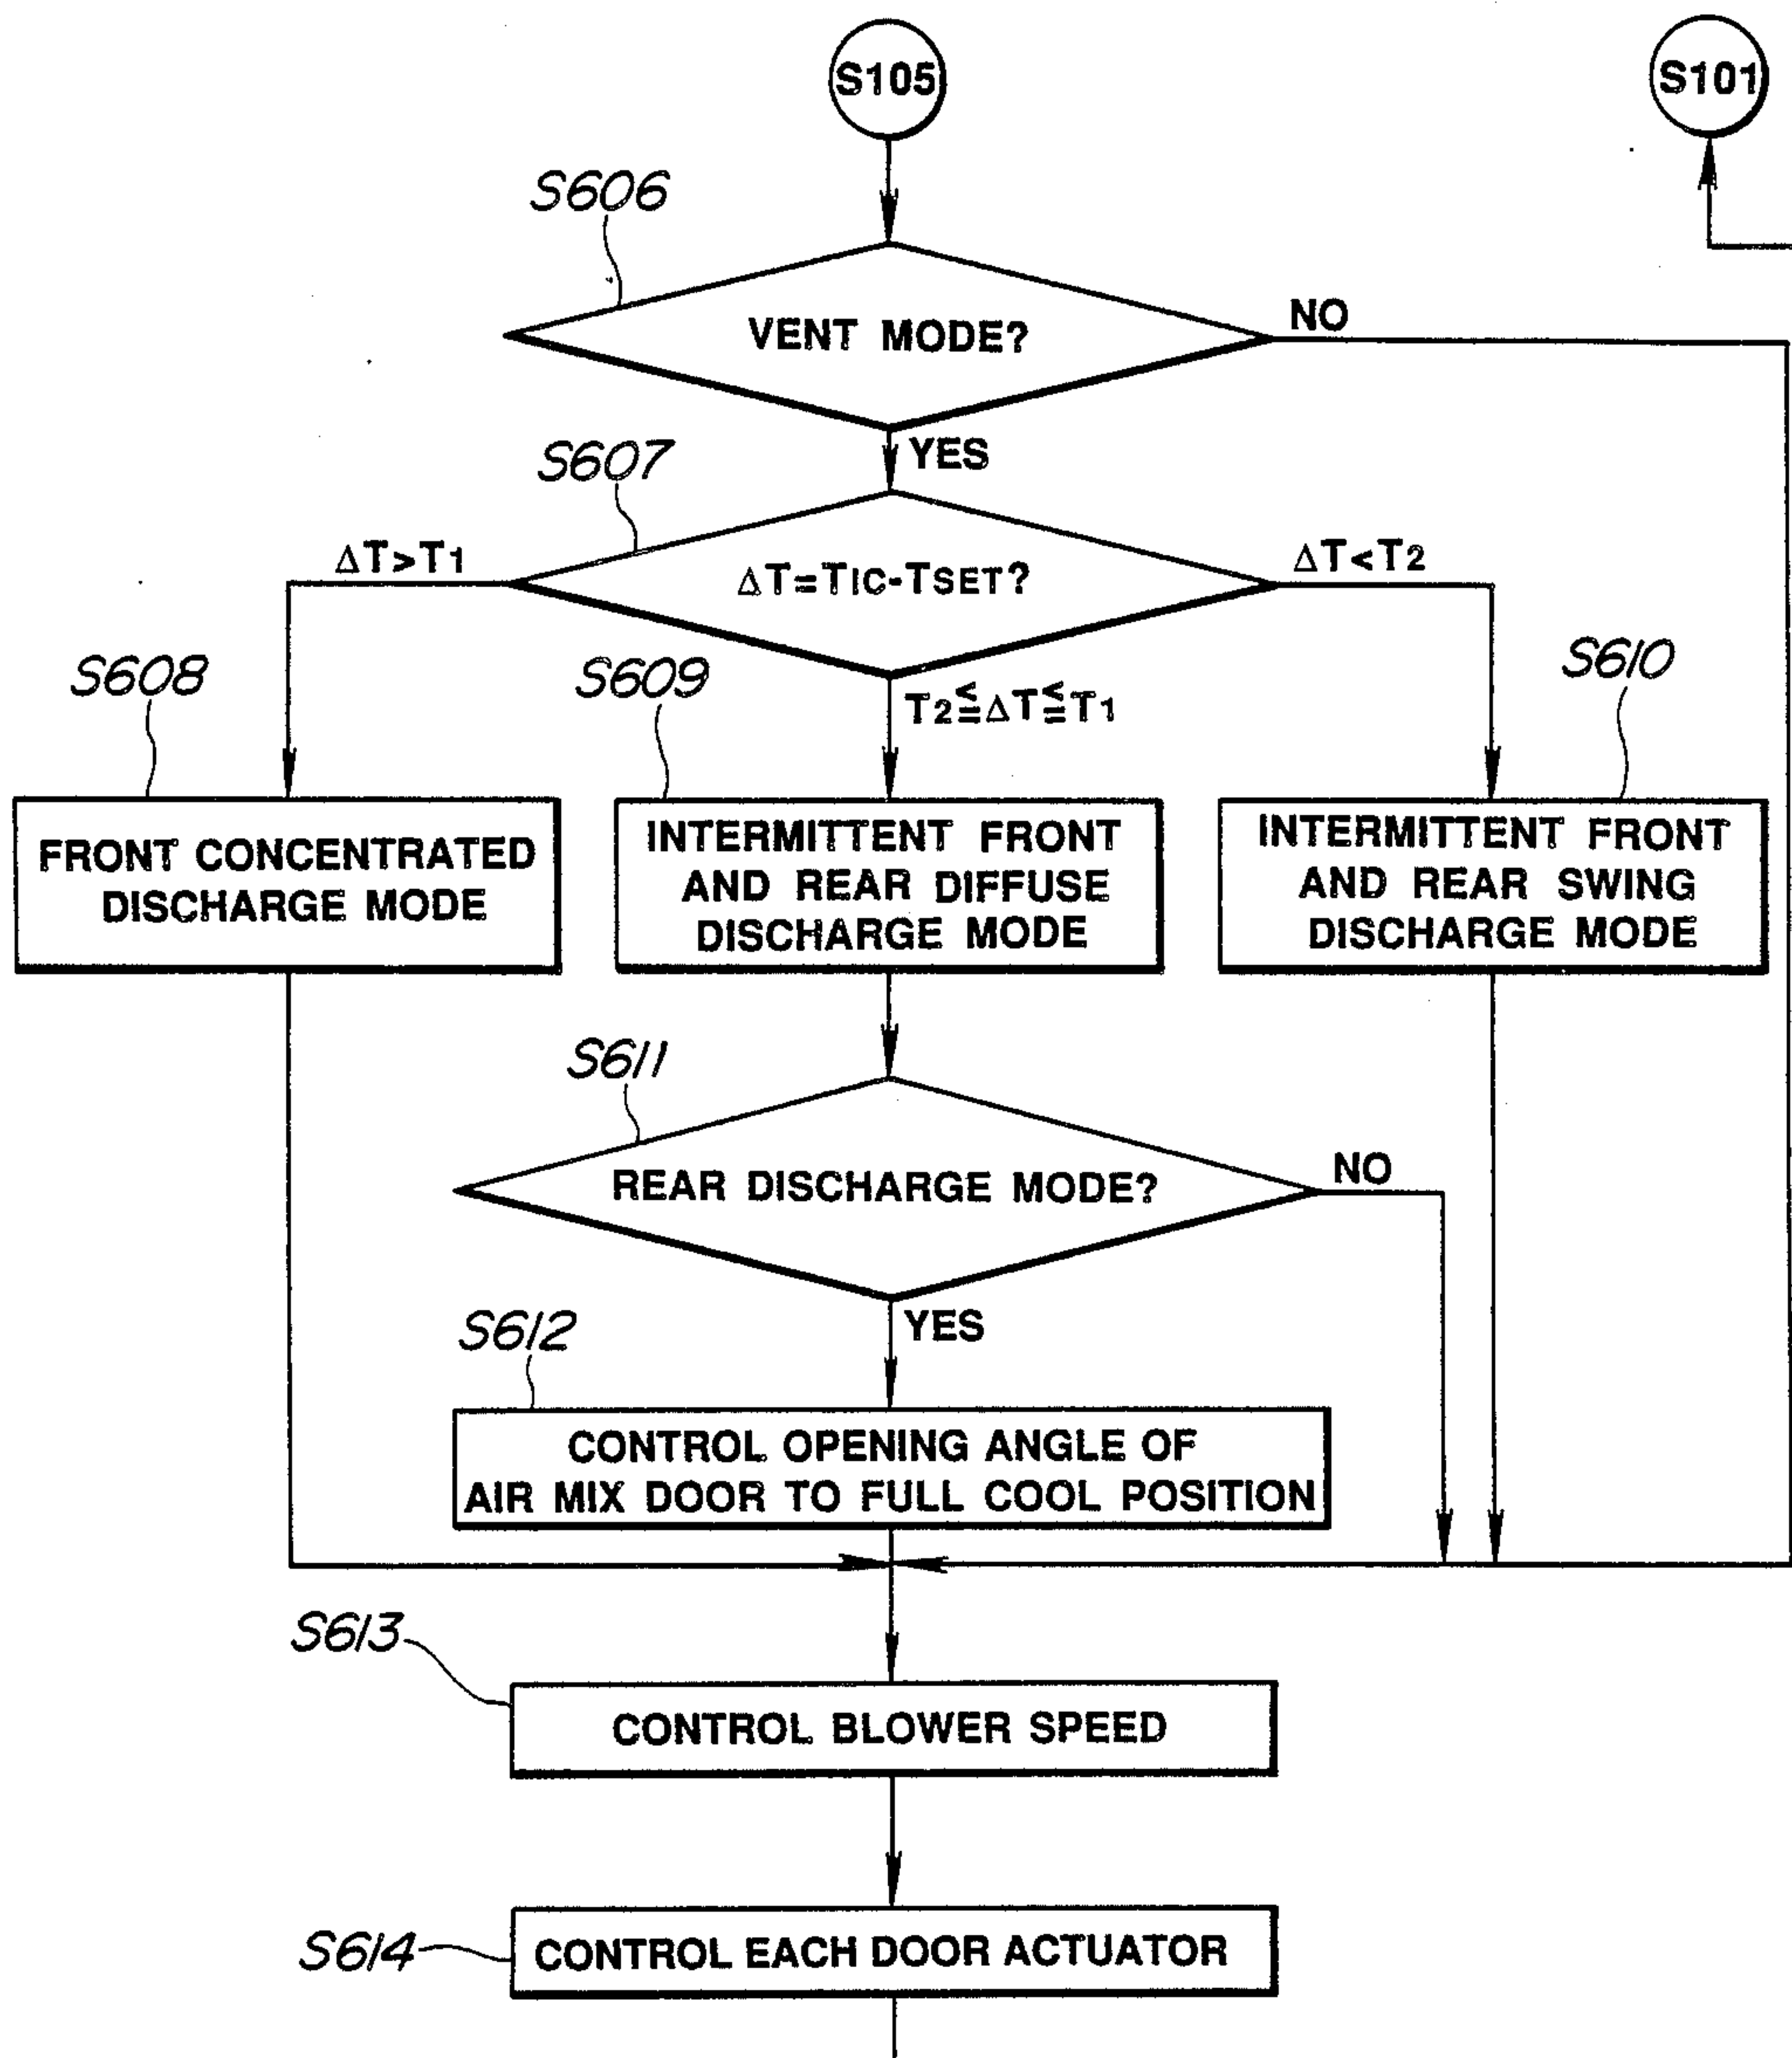 S105
S101
S606
VENT MODE?
NO
YES
S607
ΔT>T1
ΔT=TIC-TSET?
ΔT<T2
S608
S609
T2≦ΔT≦T1
S610
FRONT CONCENTRATED
DISCHARGE MODE
INTERMITTENT FRONT
AND REAR DIFFUSE
DISCHARGE MODE
INTERMITTENT FRONT
AND REAR SWING
DISCHARGE MODE
S611
REAR DISCHARGE MODE?
NO
YES
S612
CONTROL OPENING ANGLE OF
AIR MIX DOOR TO FULL COOL POSITION
S613
CONTROL BLOWER SPEED
S614
CONTROL EACH DOOR ACTUATOR